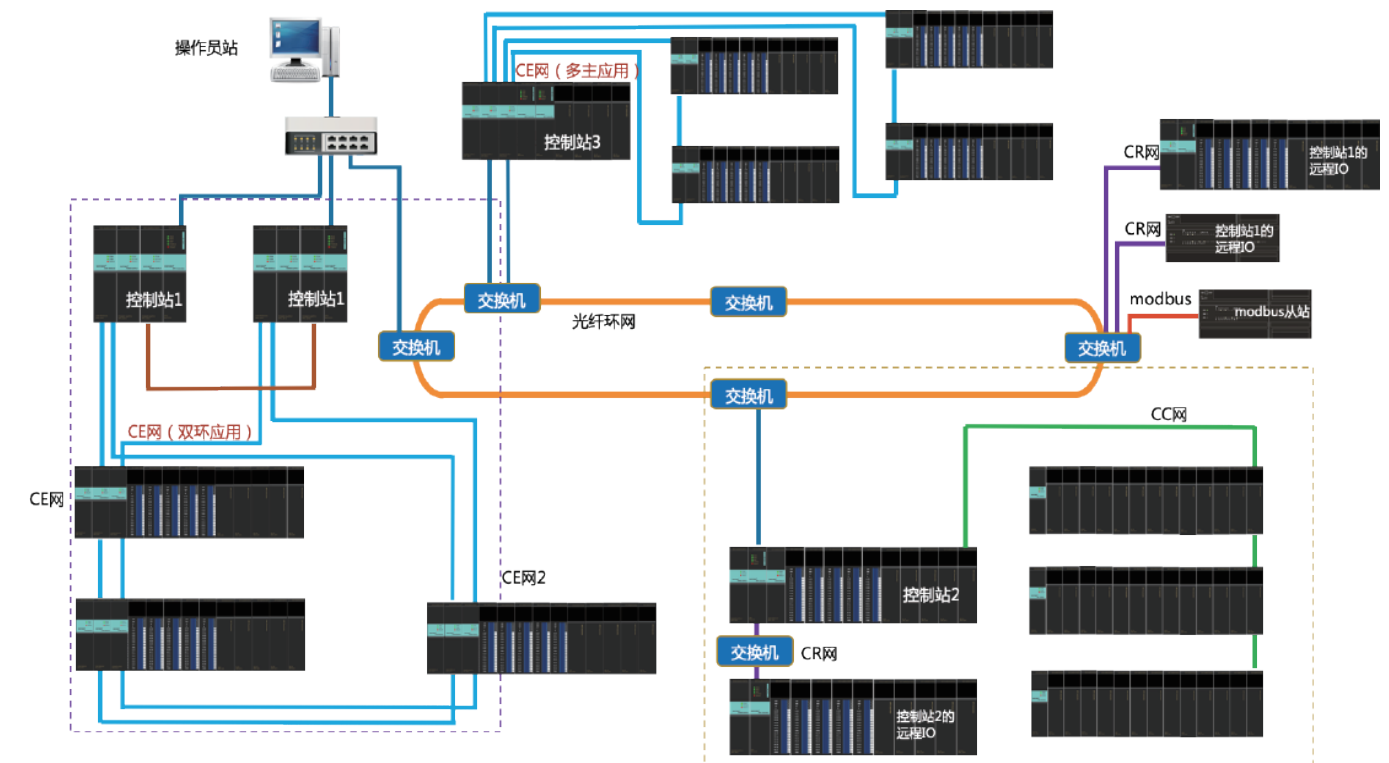 操作员站
CE网（多主应用）
控制站3
CR网
控制站1的
远程IO
CR网
控制站1的
远程IO
modbus
modbus从站
控制站1
控制站1
交换机
交换机
光纤环网
交换机
交换机
交换机
CC网
CE网（双环应用）
CE网
CE网2
控制站2
交换机
CR网
控制站2的
远程IO